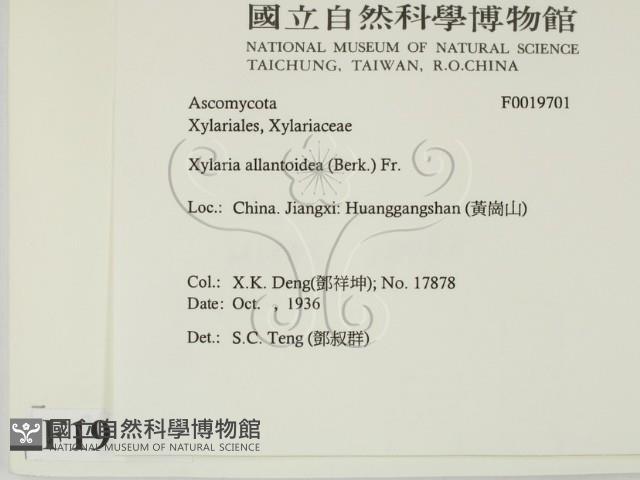 國立自然科學博物館
NATIONAL MUSEUM OF NATURAL SCIENCE
TAICHUNG, TAIWAN, R.O.CHINA
Ascomycota F0019701
Xylariales, Xylariaceae
Xylaria allantoidea (Berk.) Fr.
Loc.: China. Jiangxi: Huanggangshan (黃崗山)
Col.: X.K. Deng(鄧祥坤); No. 17878
Date: Oct. , 1936
Det.: S.C. Teng (鄧叔群)
F19
國立自然科學博物館
NATIONAL MUSEUM OF NATURAL SCIENCE